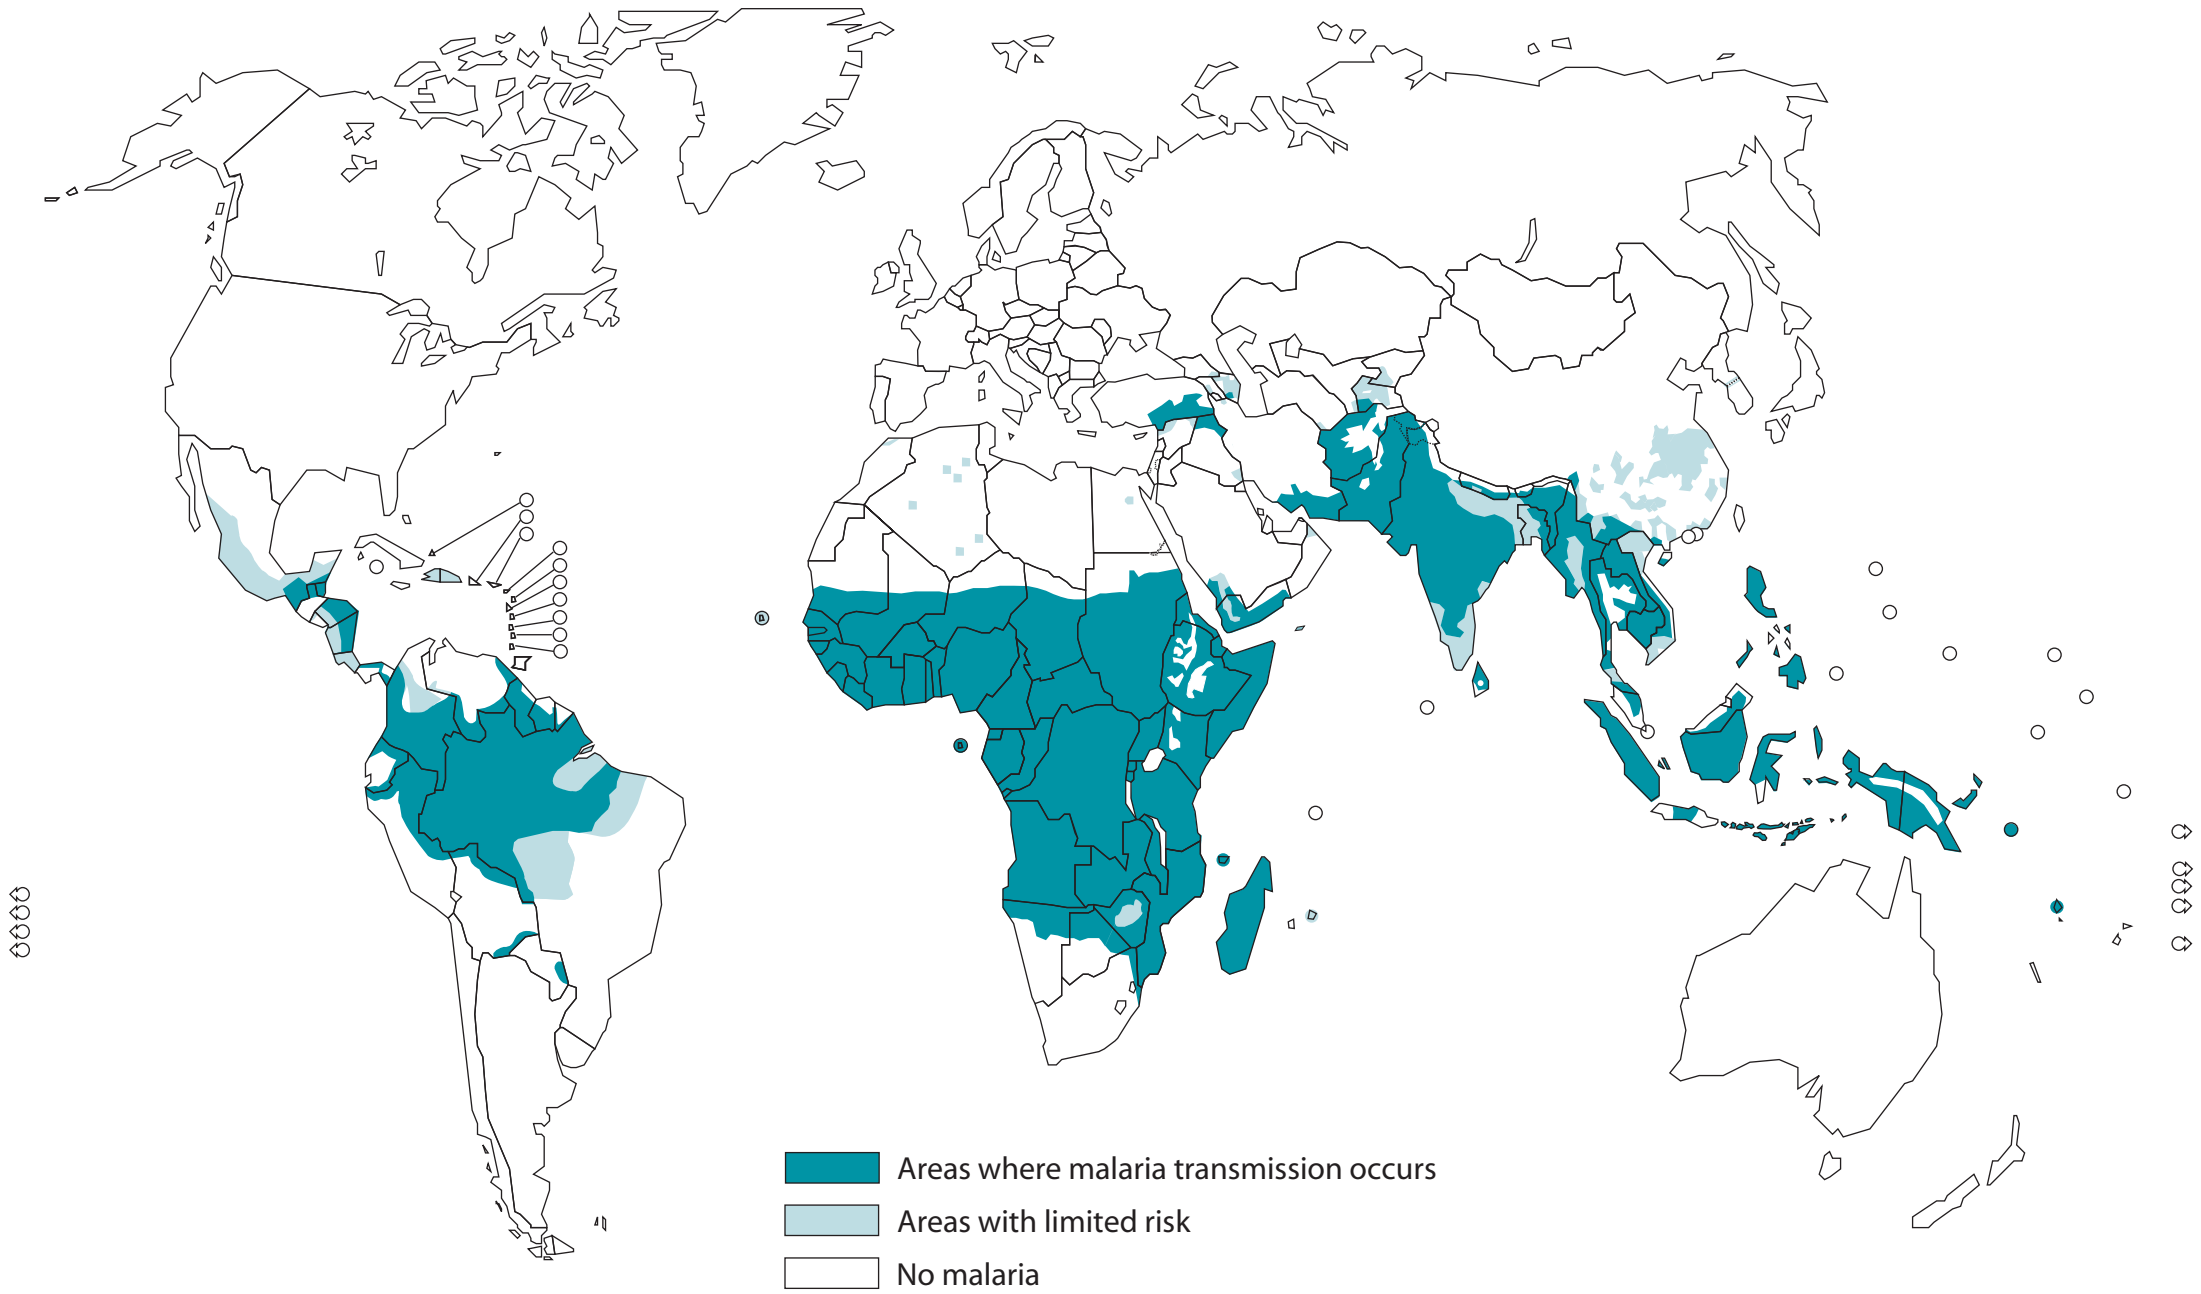 Areas where malaria transmission occurs
Areas with limited risk
No malaria